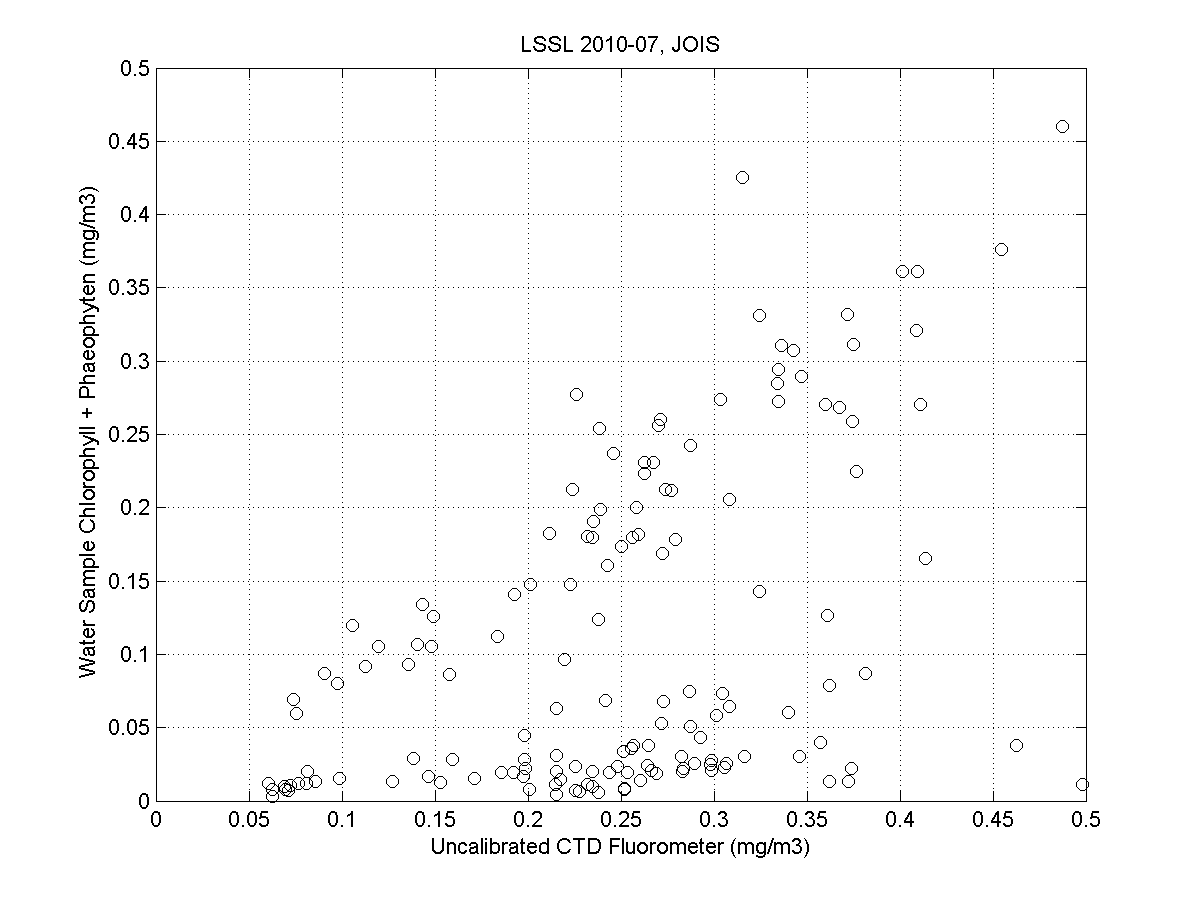 LSSL 2010-07, JOIS
0.5
0.45
0.4
0.35
0.3
0.25
0.2
0.15
0.1
0.05
0
Water Sample Chlorophyll + Phaeophyten (mg/m3)
0 0.05 0.1 0.15 0.2 0.25 0.3 0.35 0.4 0.45 0.5
Uncalibrated CTD Fluorometer (mg/m3)